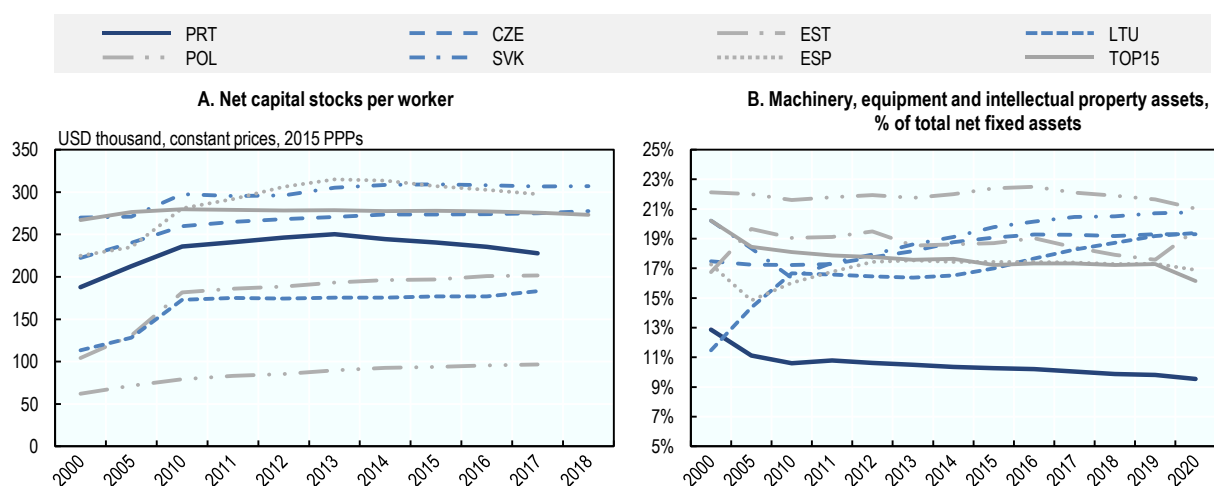 PRT CZE EST LTU
POL SVK ESP TOP15
A. Net capital stocks per worker
USD thousand, constant prices, 2015 PPPs
350
300
250
200
150
100
50
0
2000 2005 2010 2011 2012 2013 2014 2015 2016 2017 2018
B. Machinery, equipment and intellectual property assets,
% of total net fixed assets
25%
23%
21%
19%
17%
15%
13%
11%
9%
7%
5%
2000 2005 2010 2011 2012 2013 2014 2015 2016 2017 2018 2019 2020